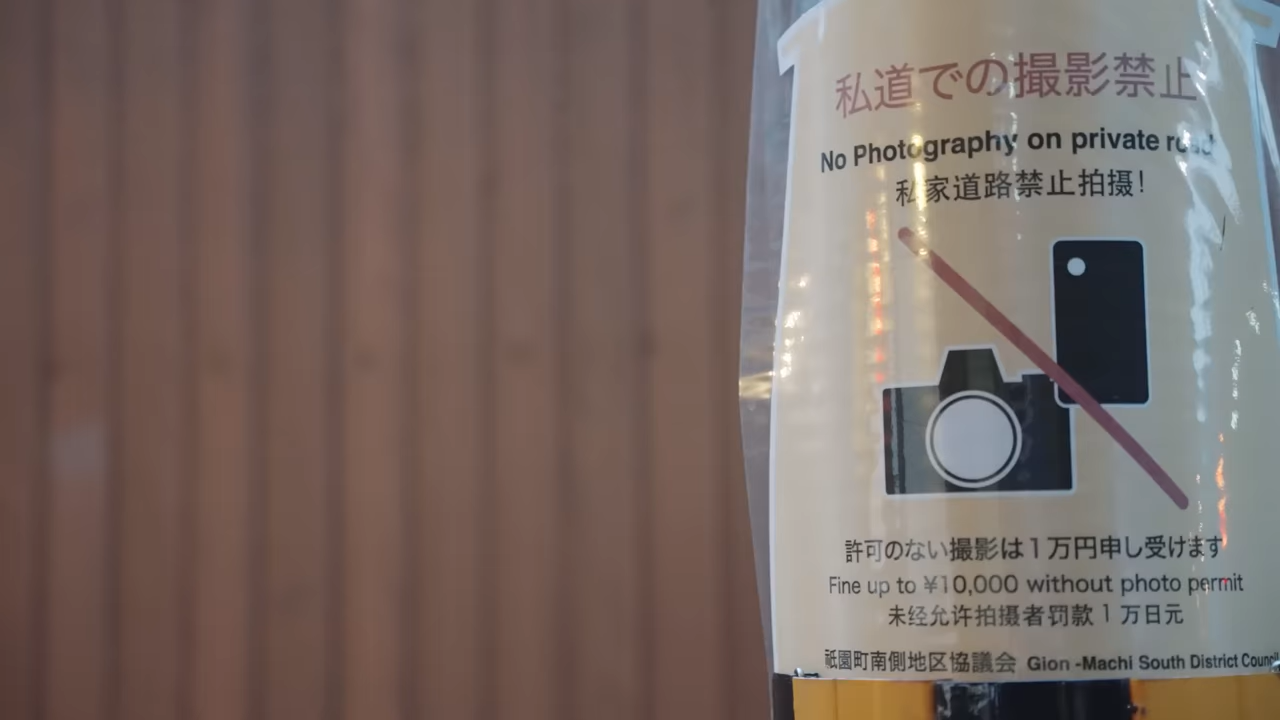 私道での撮影禁止
No Photography on private road
私家道路禁止拍摄!
許可のない撮影は1万円申し受けます
Fine up to ¥10,000 without photo permit
未经允许拍摄者罚款1万日元
祇園町南側地区協議会 Gion -Machi South District Council